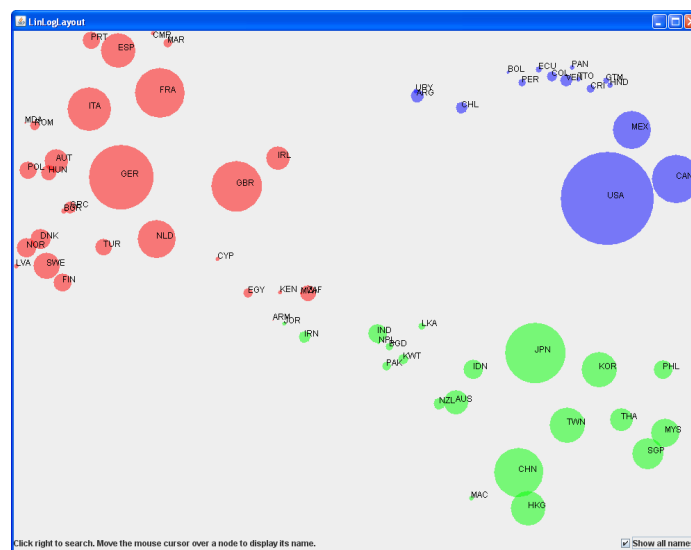 LinLogLayout
PRT
ESP
CMR
MAR
FRA
ITA
MDA
ROM
AUT
POL
HUN
GER
IRL
GBR
GRC
BGR
DNK
NOR
NLD
TUR
LVA
SWE
FIN
CYP
EGY
KEN
ZAF
ARM
JOR
IRN
BOL
ECU
PAN
PER
COL
VEN
TTO
GTM
HND
CRI
URY
ARG
CHL
MEX
USA
CAN
LKA
IND
NPL
BGD
KWT
PAK
IDN
JPN
KOR
PHL
NZL
AUS
TWN
THA
MYS
SGP
CHN
MAC
HKG
Click right to search. Move the mouse cursor over a node to display its name.
Show all names